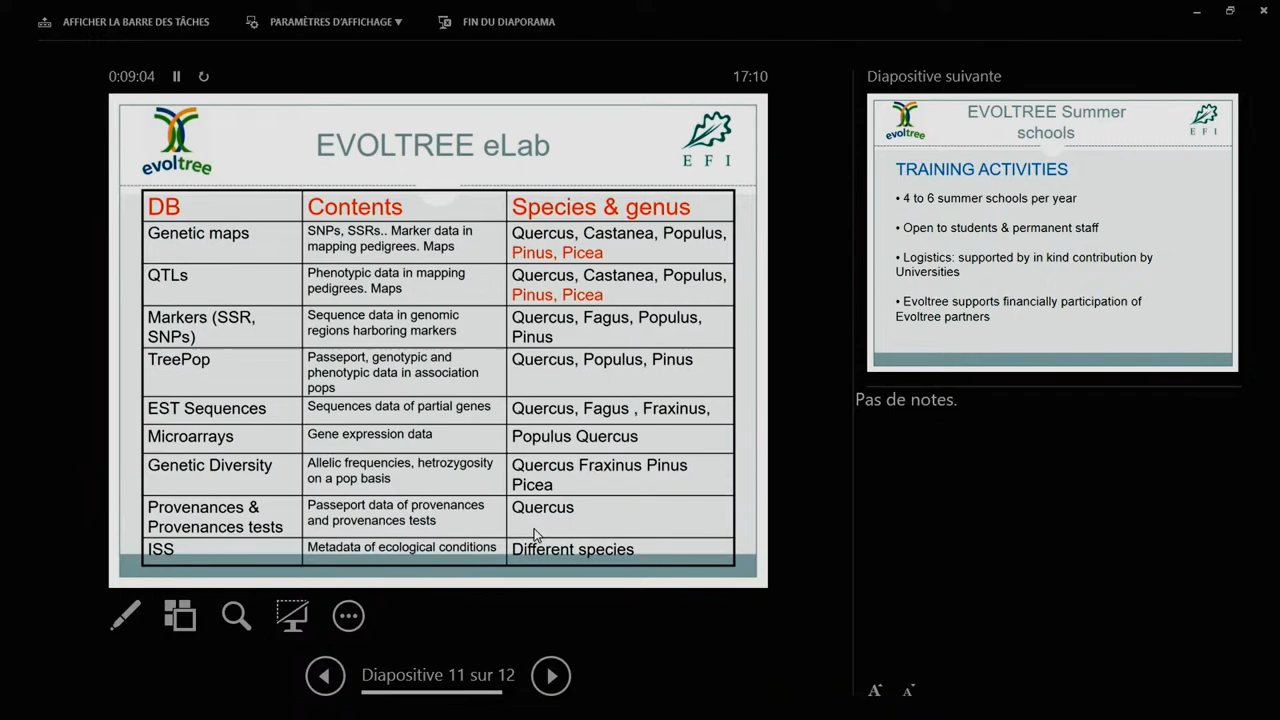 AFFICHER LA BARRE DES TÂCHES
PARAMÈTRES D'AFFICHAGE ▼
FIN DU DIAPORAMA
0:09:04
17:10
evoltree
EVOLTREE eLab
EFI
DB
Contents
Species & genus
Genetic maps
SNPs, SSRs.. Marker data in
mapping pedigrees. Maps
Quercus, Castanea, Populus,
Pinus, Picea
QTLs
Phenotypic data in mapping
pedigrees. Maps
Quercus, Castanea, Populus,
Pinus, Picea
Markers (SSR,
SNPs)
Sequence data in genomic
regions harboring markers
Quercus, Fagus, Populus,
Pinus
TreePop
Passeport, genotypic and
phenotypic data in association
pops
Quercus, Populus, Pinus
EST Sequences
Sequences data of partial genes
Quercus, Fagus , Fraxinus,
Microarrays
Gene expression data
Populus Quercus
Genetic Diversity
Allelic frequencies, hetrozygosity
on a pop basis
Quercus Fraxinus Pinus
Picea
Provenances &
Provenances tests
Passeport data of provenances
and provenances tests
Quercus
ISS
Metadata of ecological conditions
Different species
Diapositive 11 sur 12
Diapositive suivante
evoltree
EVOLTREE Summer
schools
EFI
TRAINING ACTIVITIES
• 4 to 6 summer schools per year
• Open to students & permanent staff
• Logistics: supported by in kind contribution by
Universities
• Evoltree supports financially participation of
Evoltree partners
Pas de notes.
A A